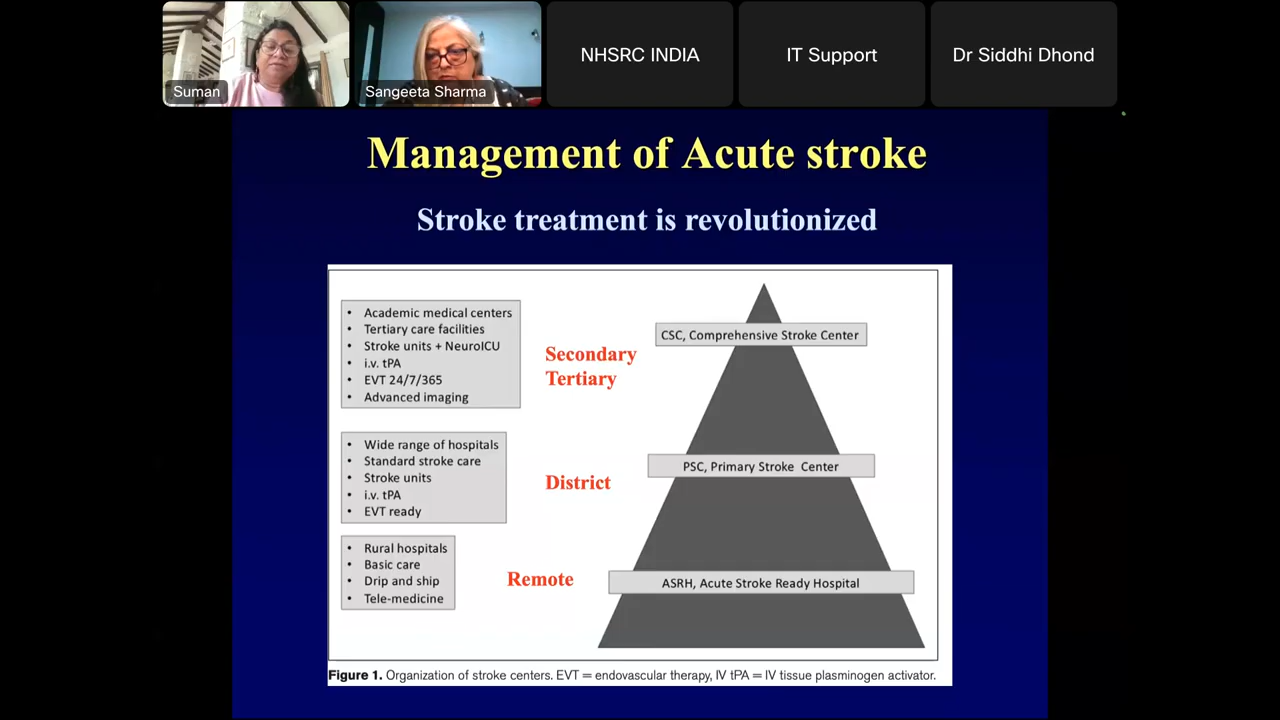 Suman
Sangeeta Sharma
NHSRC INDIA
IT Support
Dr Siddhi Dhond
Management of Acute stroke
Stroke treatment is revolutionized
• Academic medical centers
• Tertiary care facilities
• Stroke units + NeuroICU
• i.v. tPA
• EVT 24/7/365
• Advanced imaging
Secondary
Tertiary
CSC, Comprehensive Stroke Center
• Wide range of hospitals
• Standard stroke care
• Stroke units
• i.v. tPA
• EVT ready
District
PSC, Primary Stroke Center
• Rural hospitals
• Basic care
• Drip and ship
• Tele-medicine
Remote
ASRH, Acute Stroke Ready Hospital
Figure 1. Organization of stroke centers. EVT = endovascular therapy, IV tPA = IV tissue plasminogen activator.